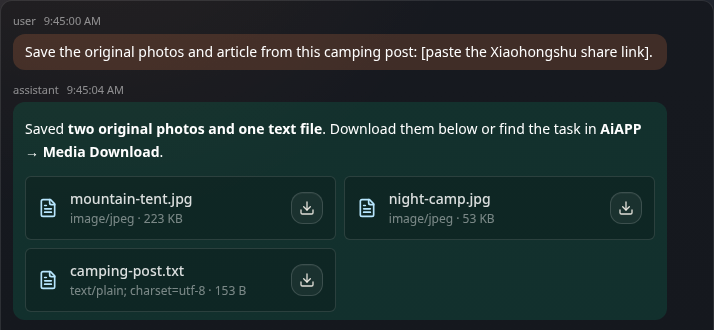 user 9:45:00 AM
Save the original photos and article from this camping post: [paste the Xiaohongshu share link].
assistant 9:45:04 AM
Saved two original photos and one text file. Download them below or find the task in AiAPP
→ Media Download.
mountain-tent.jpg
image/jpeg · 223 KB
night-camp.jpg
image/jpeg · 53 KB
camping-post.txt
text/plain; charset=utf-8 · 153 B